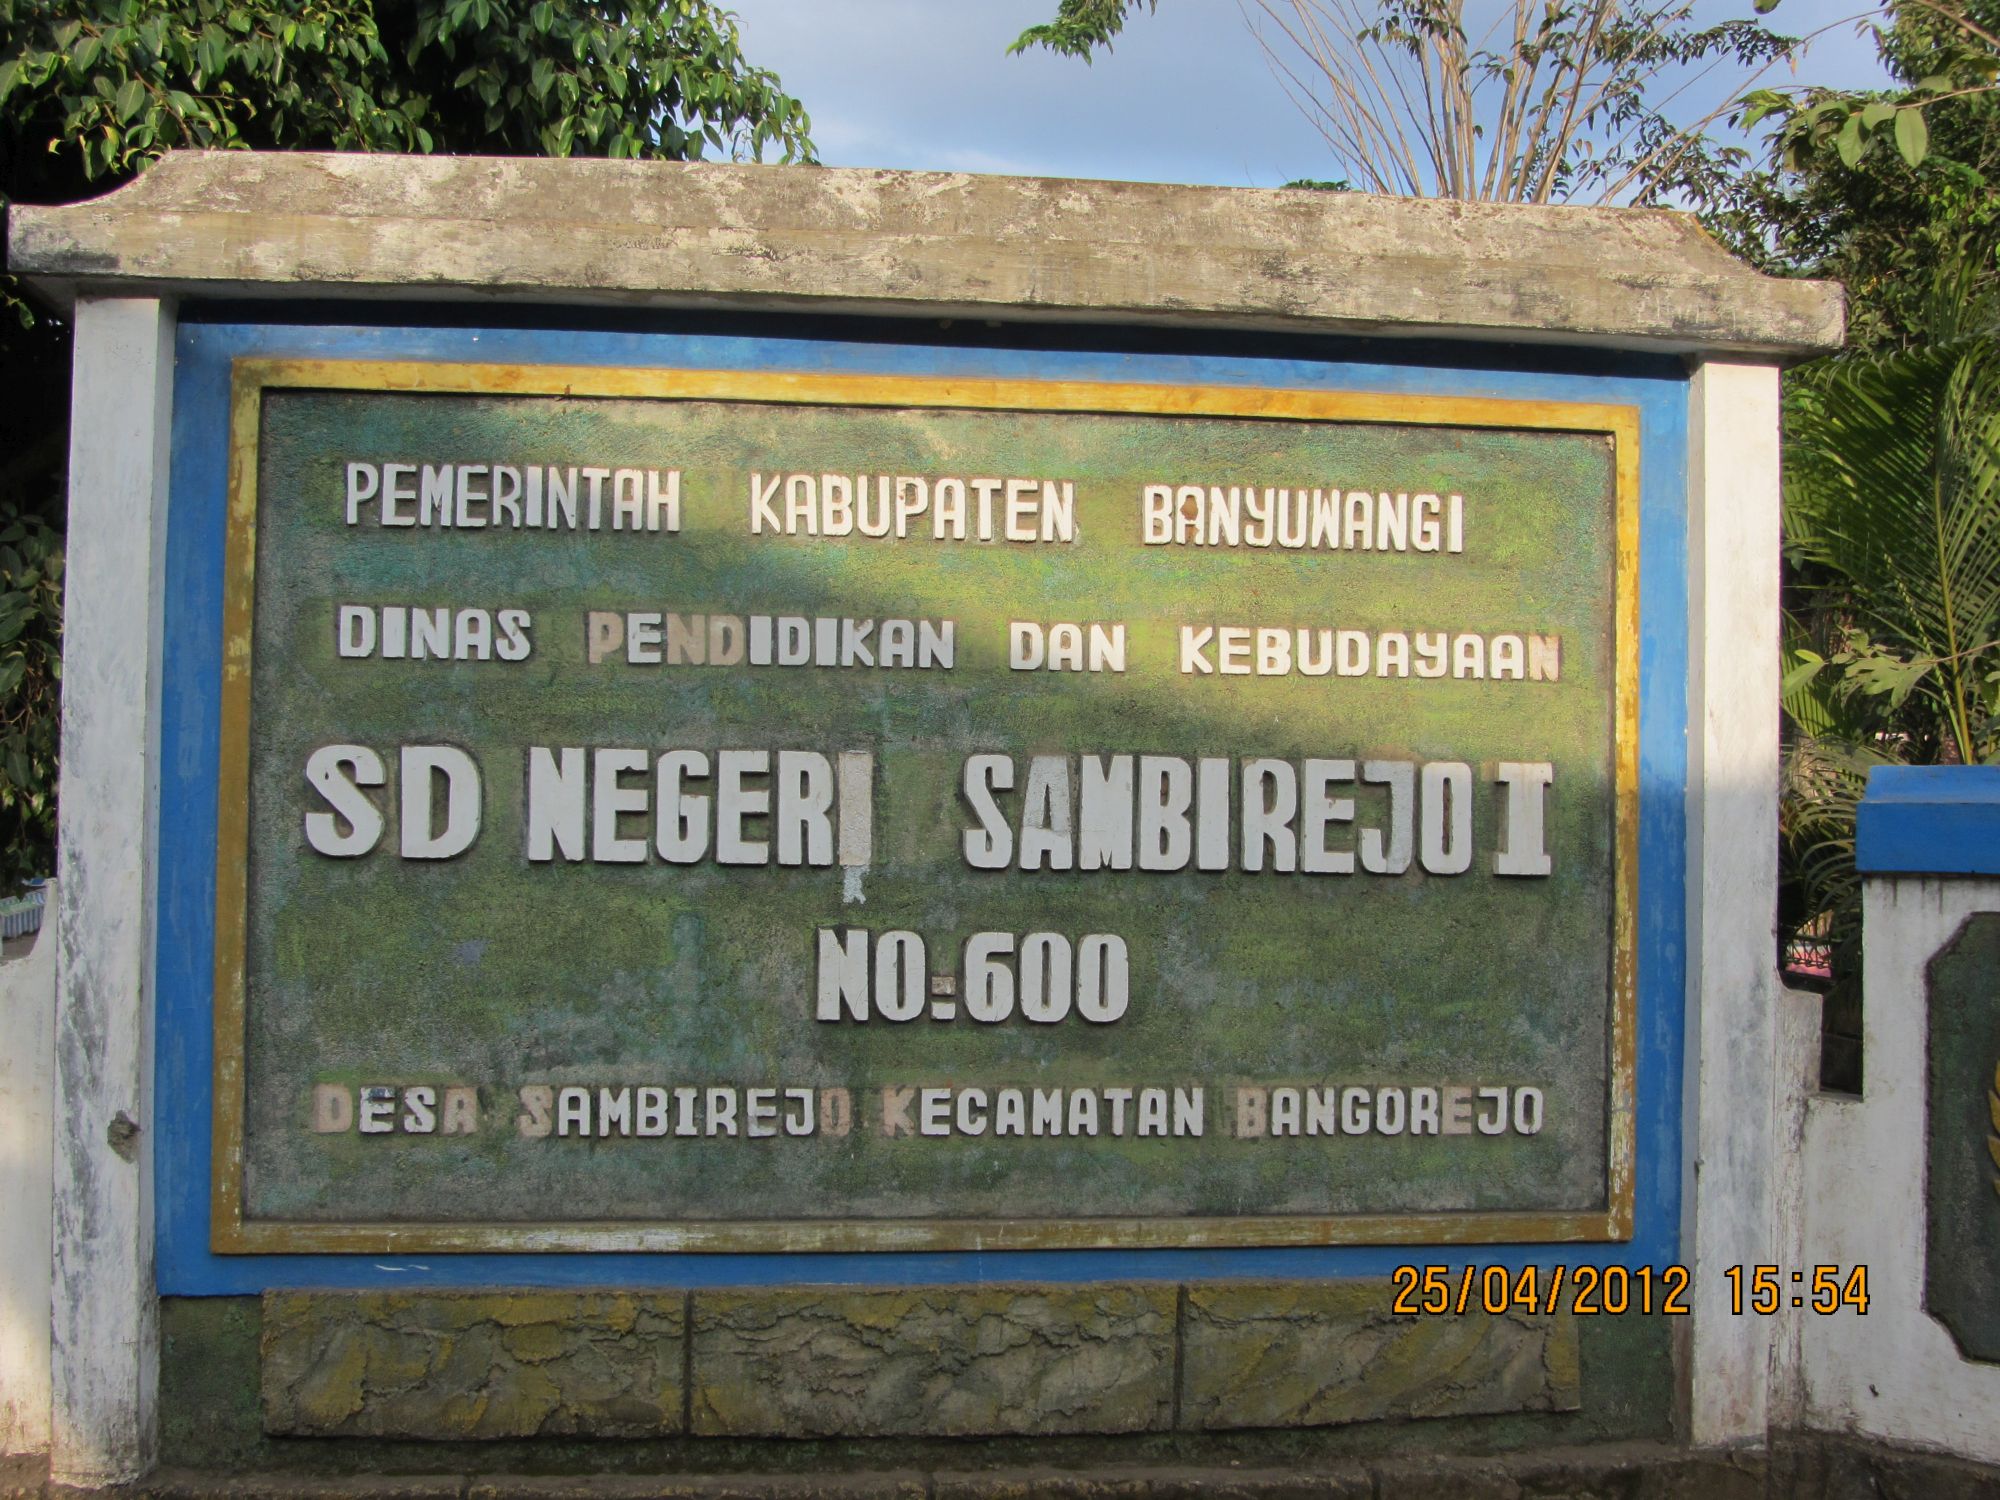 PEMERINTAH KABUPATEN BANYUWANGI
DINAS PENDIDIKAN DAN KEBUDAYAAN
SD NEGERI SAMBIREJO I
NO:600
DESA SAMBIREJO KECAMATAN BANGOREJO
25/04/2012 15:54